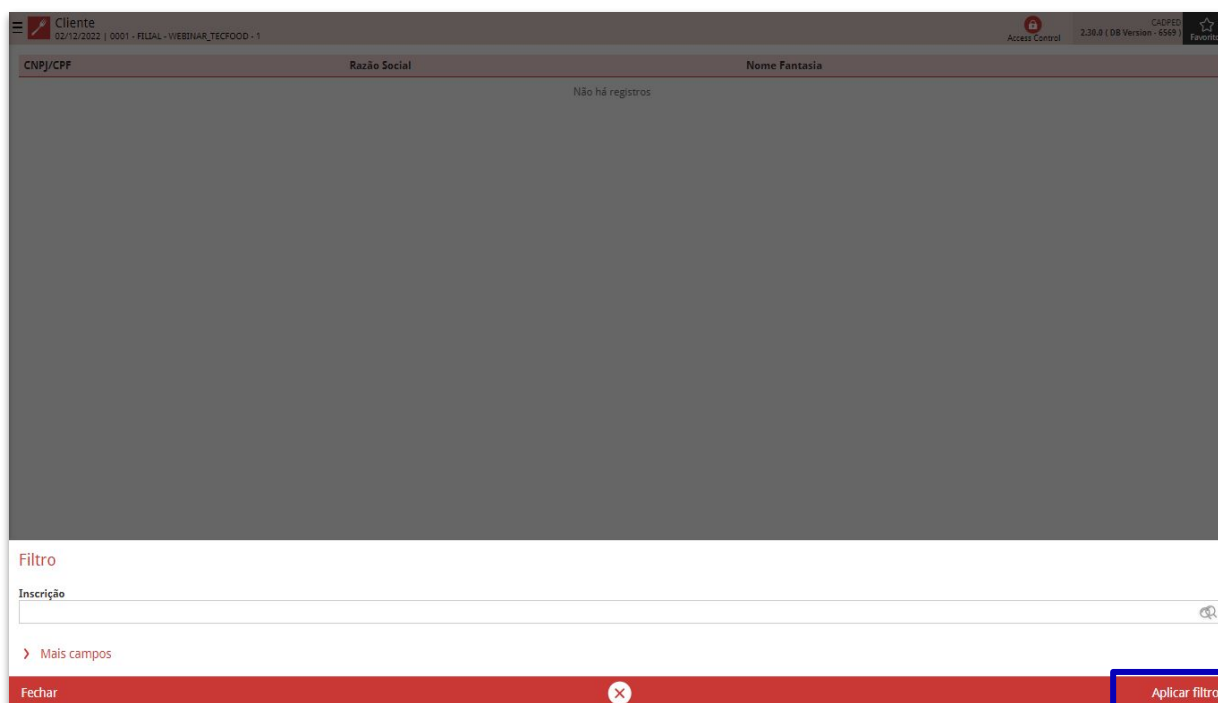 Cliente
02/12/2022 | 0001 - FILIAL - WEBINAR_TECFOOD - 1
Access Control
CADPED
2.30.0 ( DB Version - 6569 )
Favorita
CNPJ/CPF Razão Social Nome Fantasia
Não há registros
Filtro
Inscrição
Mais campos
Fechar Aplicar filtro